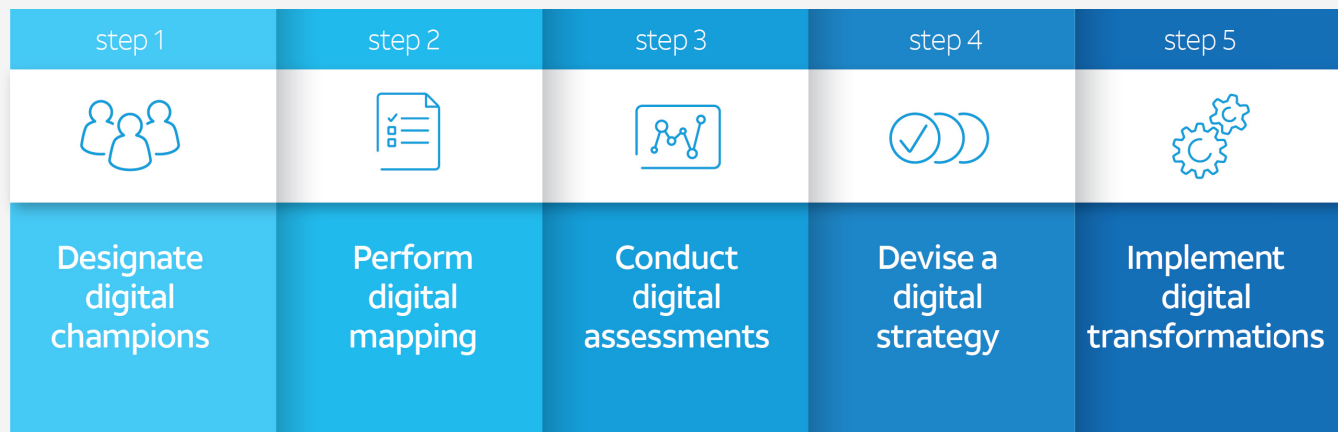 step 1
step 2
step 3
step 4
step 5
Designate
digital
champions
Perform
digital
mapping
Conduct
digital
assessments
Devise a
digital
strategy
Implement
digital
transformations